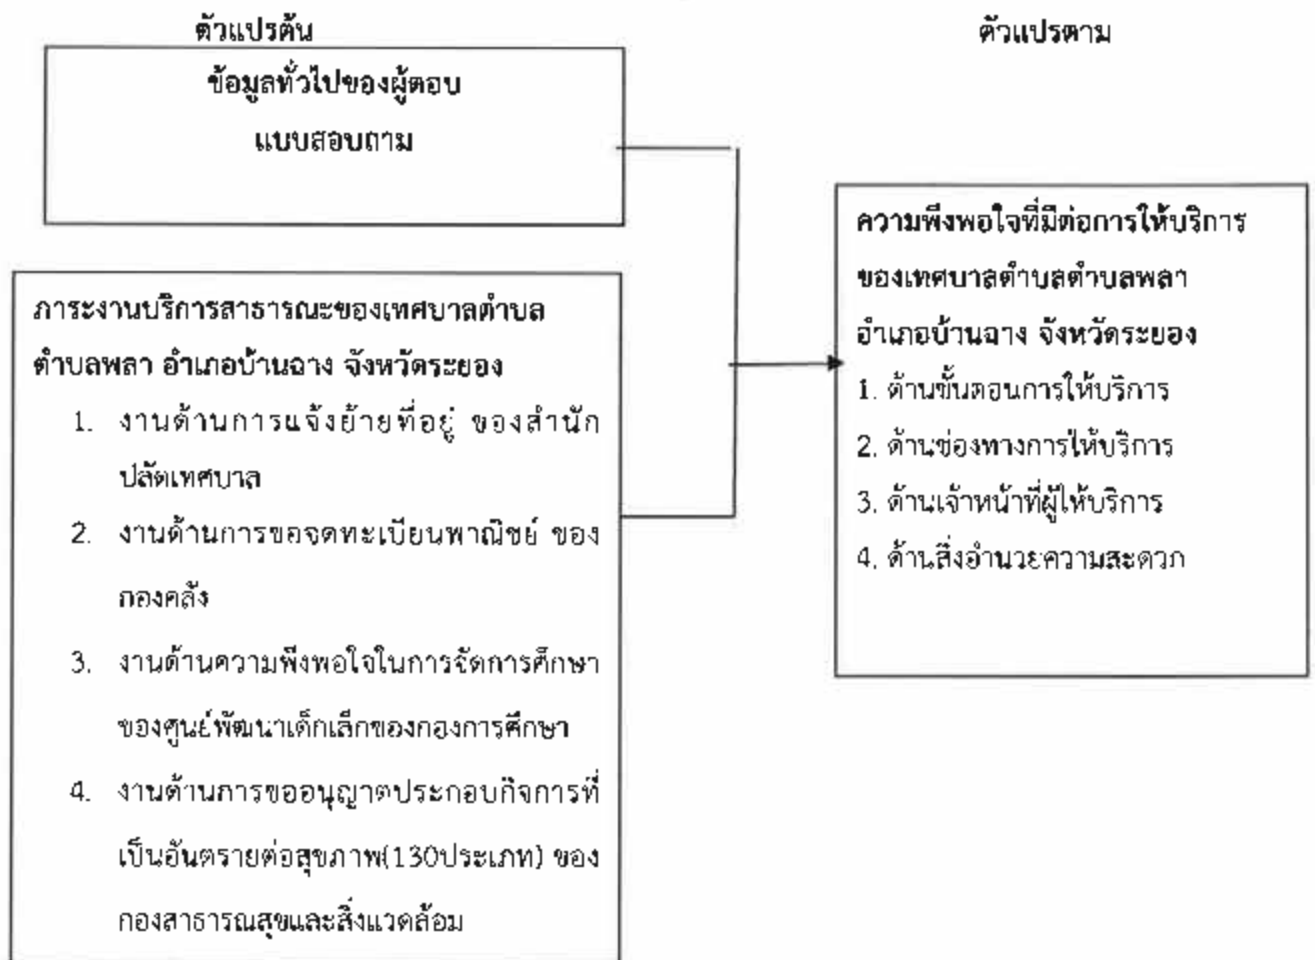 ตัวแปรต้น
ข้อมูลทั่วไปของผู้ตอบ
แบบสอบถาม
ภาระงานบริการสาธารณะของเทศบาลตำบล
ตำบลพลา อำเภอบ้านฉาง จังหวัดระยอง
1. งานด้านการแจ้งย้ายที่อยู่ ของสำนัก
ปลัดเทศบาล
2. งานด้านการขอจดทะเบียนพาณิชย์ ของ
กองคลัง
3. งานด้านความพึงพอใจในการจัดการศึกษา
ของศูนย์พัฒนาเด็กเล็กของกองการศึกษา
4. งานด้านการขออนุญาตประกอบกิจการที่
เป็นอันตรายต่อสุขภาพ(130ประเภท) ของ
กองสาธารณสุขและสิ่งแวดล้อม
ตัวแปรตาม
ความพึงพอใจที่มีต่อการให้บริการ
ของเทศบาลตำบลตำบลพลา
อำเภอบ้านฉาง จังหวัดระยอง
1. ด้านขั้นตอนการให้บริการ
2. ด้านช่องทางการให้บริการ
3. ด้านเจ้าหน้าที่ผู้ให้บริการ
4. ด้านสิ่งอำนวยความสะดวก